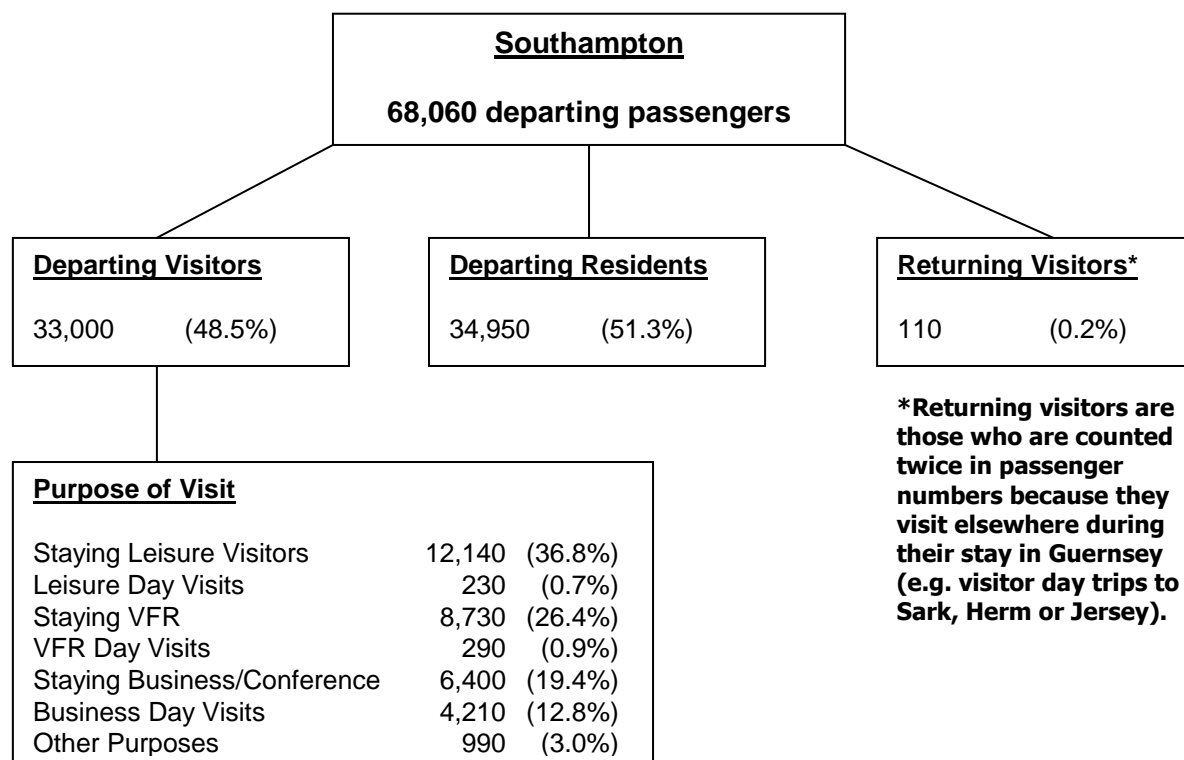 Southampton
68,060 departing passengers
Departing Visitors
33,000 (48.5%)
Departing Residents
34,950 (51.3%)
Returning Visitors*
110 (0.2%)
*Returning visitors are
those who are counted
twice in passenger
numbers because they
visit elsewhere during
their stay in Guernsey
(e.g. visitor day trips to
Sark, Herm or Jersey).
Purpose of Visit
Staying Leisure Visitors 12,140 (36.8%)
Leisure Day Visits 230 (0.7%)
Staying VFR 8,730 (26.4%)
VFR Day Visits 290 (0.9%)
Staying Business/Conference 6,400 (19.4%)
Business Day Visits 4,210 (12.8%)
Other Purposes 990 (3.0%)